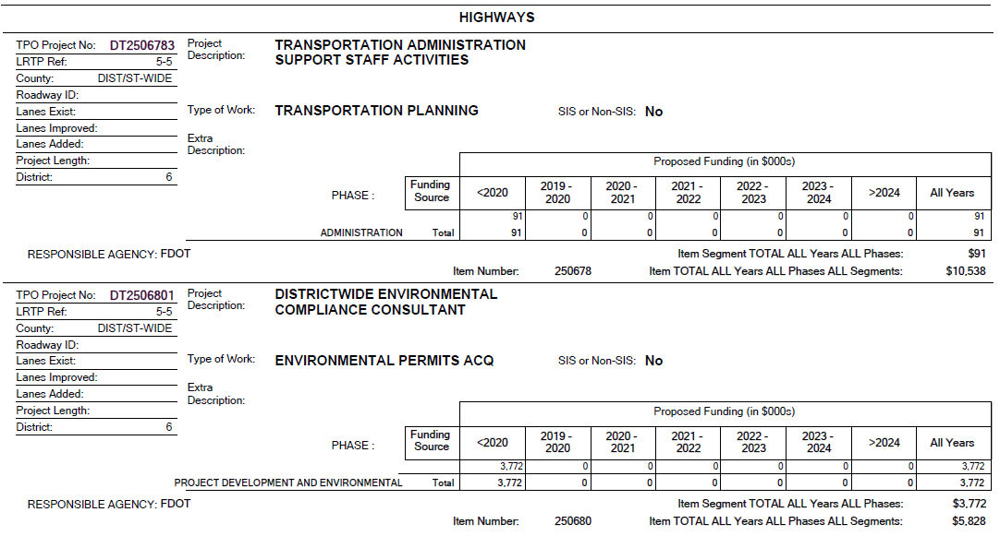 HIGHWAYS
TPO Project No: DT2506783 Project Description: TRANSPORTATION ADMINISTRATION SUPPORT STAFF ACTIVITIES
LRTP Ref: 5-5
County: DIST/ST-WIDE
Roadway ID:
Lanes Exist: Type of Work: TRANSPORTATION PLANNING SIS or Non-SIS: No
Lanes Improved:
Lanes Added: Extra Description:
Project Length:
District: 6
Proposed Funding (in $000s)
PHASE : Funding Source <2020 2019 - 2020 2020 - 2021 2021 - 2022 2022 - 2023 2023 - 2024 >2024 All Years
91 0 0 0 0 0 0 91
ADMINISTRATION Total 91 0 0 0 0 0 0 91
RESPONSIBLE AGENCY: FDOT Item Segment TOTAL ALL Years ALL Phases: $91
Item Number: 250678 Item TOTAL ALL Years ALL Phases ALL Segments: $10,538
TPO Project No: DT2506801 Project Description: DISTRICTWIDE ENVIRONMENTAL COMPLIANCE CONSULTANT
LRTP Ref: 5-5
County: DIST/ST-WIDE
Roadway ID:
Lanes Exist: Type of Work: ENVIRONMENTAL PERMITS ACQ SIS or Non-SIS: No
Lanes Improved:
Lanes Added: Extra Description:
Project Length:
District: 6
Proposed Funding (in $000s)
PHASE : Funding Source <2020 2019 - 2020 2020 - 2021 2021 - 2022 2022 - 2023 2023 - 2024 >2024 All Years
3,772 0 0 0 0 0 0 3,772
PROJECT DEVELOPMENT AND ENVIRONMENTAL Total 3,772 0 0 0 0 0 0 3,772
RESPONSIBLE AGENCY: FDOT Item Segment TOTAL ALL Years ALL Phases: $3,772
Item Number: 250680 Item TOTAL ALL Years ALL Phases ALL Segments: $5,828